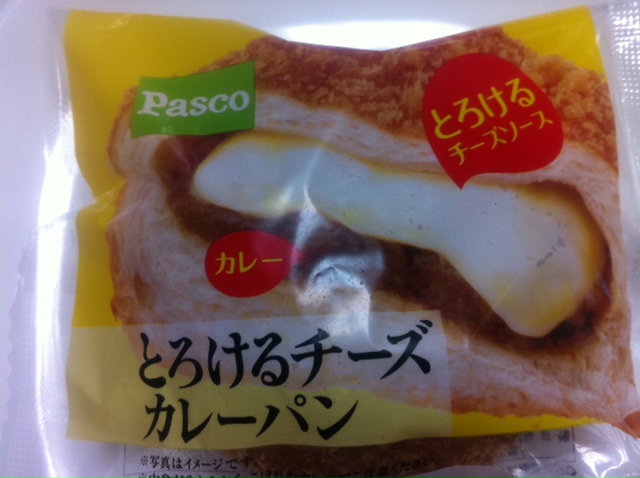 Pasco
とろける
チーズソース
カレー
とろけるチーズ
カレーパン
※写真はイメージです。